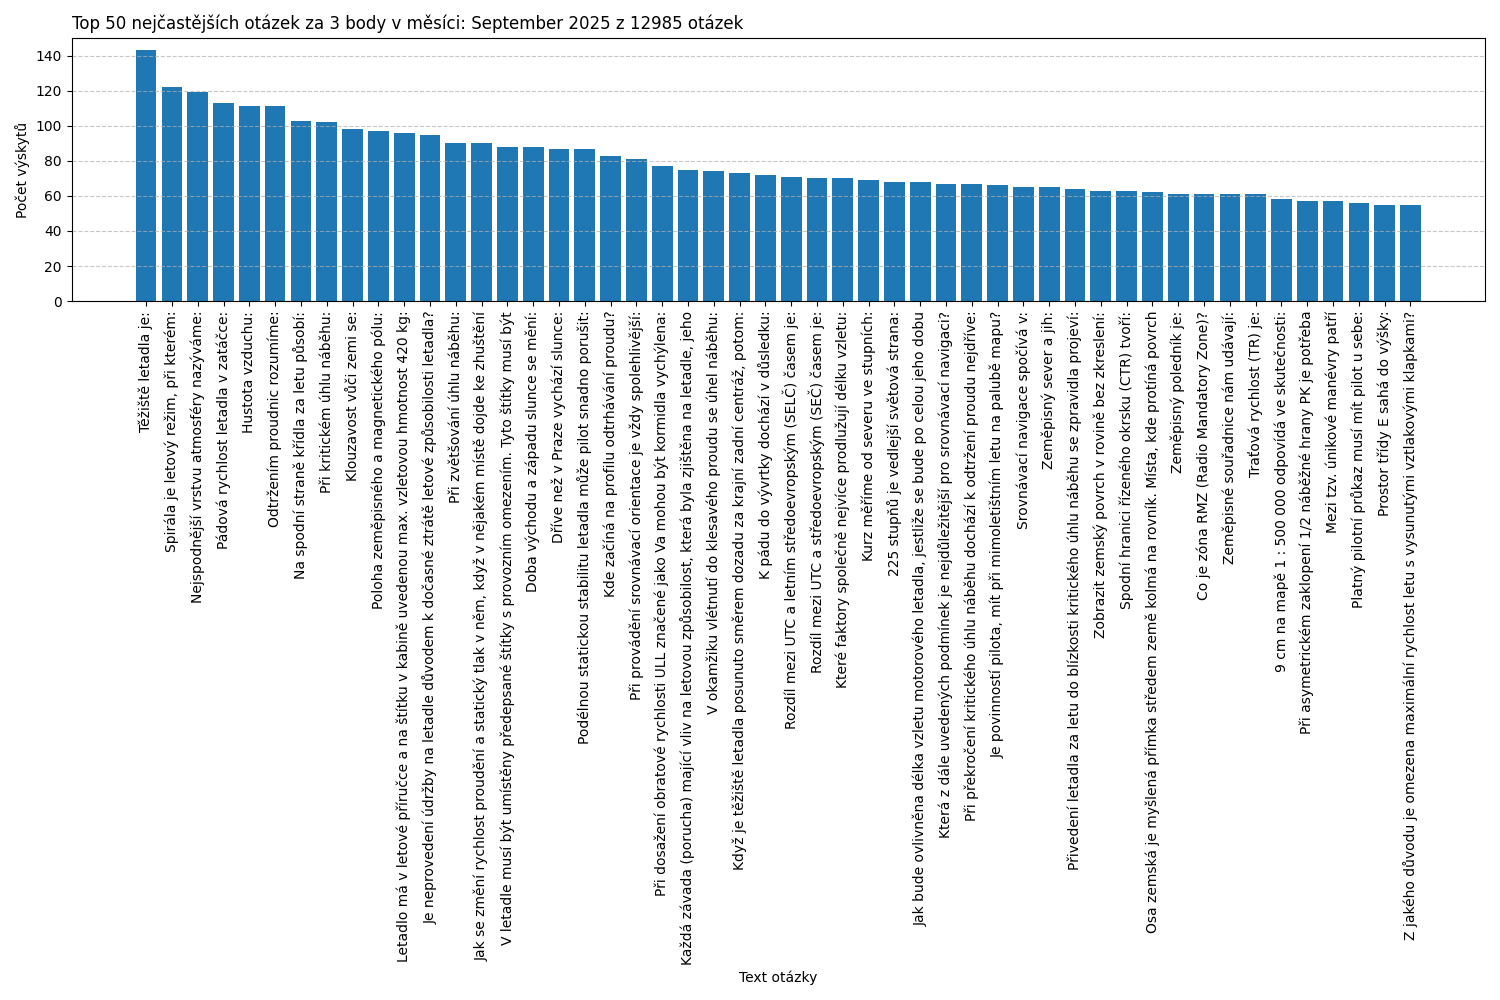 Top 50 nejčastějších otázek za 3 body v měsíci: September 2025 z 12985 otázek
Počet výskytů
140
120
100
80
60
40
20
0
Těžiště letadla je:
Spirála je letový režim, při kterém:
Nejspodnější vrstvu atmosféry nazýváme:
Pádová rychlost letadla v zatáčce:
Hustota vzduchu:
Odtržením proudnic rozumíme:
Na spodní straně křídla za letu působí:
Při kritickém úhlu náběhu:
Klouzavost vůči zemi se:
Poloha zeměpisného a magnetického pólu:
Letadlo má v letové příručce a na štítku v kabině uvedenou max. vzletovou hmotnost 420 kg:
Je neprovedení údržby na letadle důvodem k dočasné ztrátě letové způsobilosti letadla?
Při zvětšování úhlu náběhu:
Jak se změní rychlost proudění a statický tlak v něm, když v nějakém místě dojde ke zhuštění
V letadle musí být umístěny předepsané štítky s provozním omezením. Tyto štítky musí být
Doba východu a západu slunce se mění:
Dříve než v Praze vychází slunce:
Podélnou statickou stabilitu letadla může pilot snadno porušit:
Kde začíná na profilu odtrhávání proudu?
Při provádění srovnávací orientace je vždy spolehlivější:
Při dosažení obratové rychlosti ULL značené jako Va mohou být kormidla vychýlena:
Každá závada (porucha) mající vliv na letovou způsobilost, která byla zjištěna na letadle, jeho
V okamžiku vlétnutí do klesavého proudu se úhel náběhu:
Když je těžiště letadla posunuto směrem dozadu za krajní zadní centráž, potom:
K pádu do vývrtky dochází v důsledku:
Rozdíl mezi UTC a letním středoevropským (SELČ) časem je:
Rozdíl mezi UTC a středoevropským (SEČ) časem je:
Které faktory společně nejvíce prodlužují délku vzletu:
Kurz měříme od severu ve stupních:
225 stupňů je vedlejší světová strana:
Jak bude ovlivněna délka vzletu motorového letadla, jestliže se bude po celou jeho dobu
Která z dále uvedených podmínek je nejdůležitější pro srovnávací navigaci?
Při překročení kritického úhlu náběhu dochází k odtržení proudu nejdříve:
Je povinností pilota, mít při mimoletištním letu na palubě mapu?
Srovnávací navigace spočívá v:
Zeměpisný sever a jih:
Přivedení letadla za letu do blízkosti kritického úhlu náběhu se zpravidla projeví:
Zobrazit zemský povrch v rovině bez zkreslení:
Spodní hranici řízeného okrsku (CTR) tvoří:
Osa zemská je myšlená přímka středem země kolmá na rovník. Místa, kde protíná povrch
Zeměpisný poledník je:
Co je zóna RMZ (Radio Mandatory Zone)?
Zeměpisné souřadnice nám udávají:
Traťová rychlost (TR) je:
9 cm na mapě 1 : 500 000 odpovídá ve skutečnosti:
Při asymetrickém zaklopení 1/2 náběžné hrany PK je potřeba
Mezi tzv. únikové manévry patří
Platný pilotní průkaz musí mít pilot u sebe:
Prostor třídy E sahá do výšky:
Z jakého důvodu je omezena maximální rychlost letu s vysunutými vztlakovými klapkami?
Text otázky